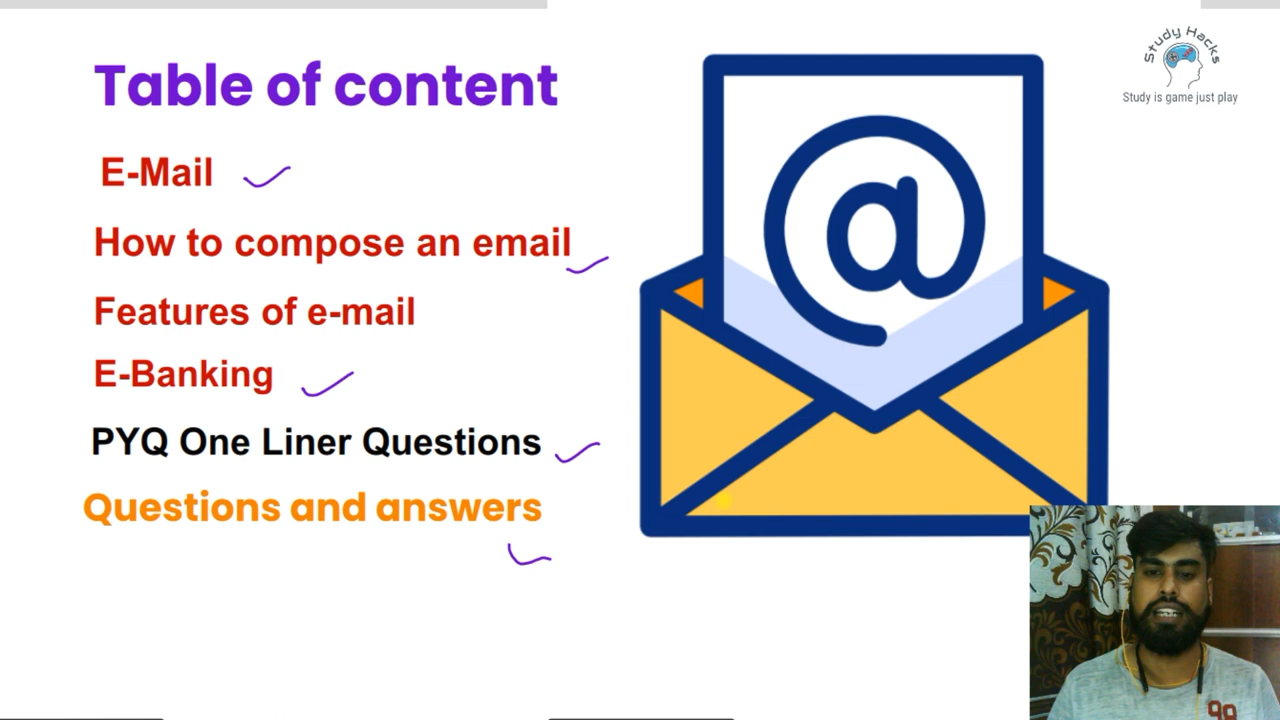 Table of content
Study Hacks
Study is game just play
E-Mail
How to compose an email
Features of e-mail
E-Banking
PYQ One Liner Questions
Questions and answers
@
99